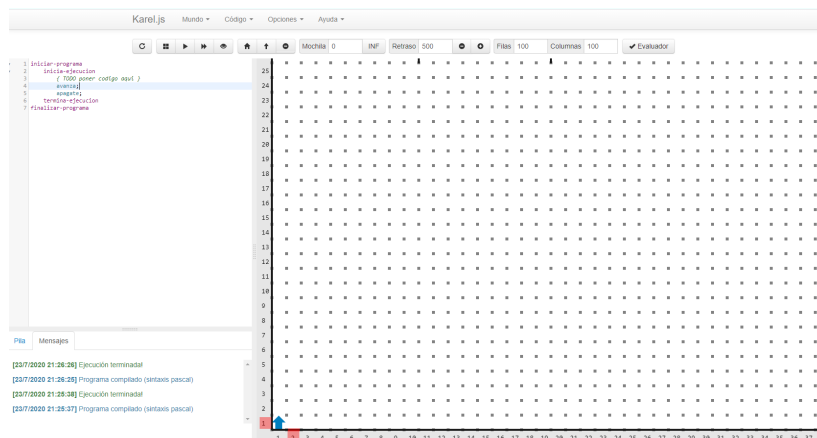 Karel.js Mundo Código Opciones Ayuda
Mochila 0 INF Retraso 500 Filas 100 Columnas 100 Evaluador
1 iniciar-programa
2 inicia-ejecucion
3 { TODO poner codigo aquí }
4 avanza;
5 apagate;
6 termina-ejecucion
7 finalizar-programa
Pila Mensajes
[23/7/2020 21:26:26] Ejecución terminada!
[23/7/2020 21:26:25] Programa compilado (sintaxis pascal)
[23/7/2020 21:25:38] Ejecución terminada!
[23/7/2020 21:25:37] Programa compilado (sintaxis pascal)
25
24
23
22
21
20
19
18
17
16
15
14
13
12
11
10
9
8
7
6
5
4
3
2
1
1 2 3 4 5 6 7 8 9 10 11 12 13 14 15 16 17 18 19 20 21 22 23 24 25 26 27 28 29 30 31 32 33 34 35 36 37